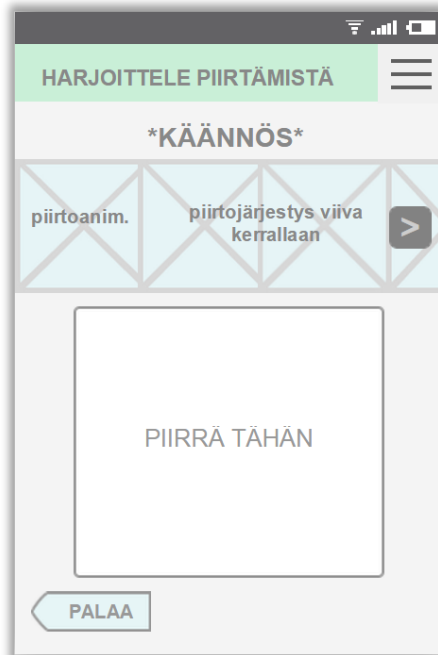 HARJOITTELE PIIRTÄMISTÄ
*KÄÄNNÖS*
piirtoanim.
piirtojärjestys viiva
kerrallaan
>
PIIRRÄ TÄHÄN
PALAA